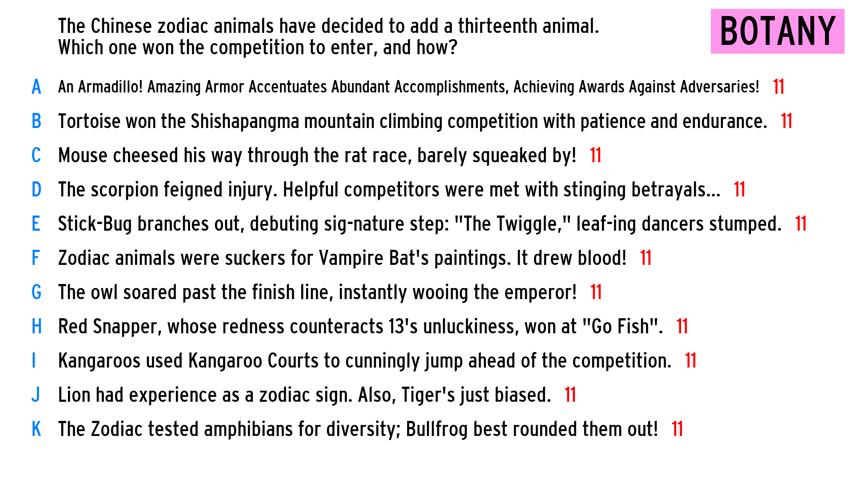 The Chinese zodiac animals have decided to add a thirteenth animal.
Which one won the competition to enter, and how?
BOTANY
A An Armadillo! Amazing Armor Accentuates Abundant Accomplishments, Achieving Awards Against Adversaries! 11
B Tortoise won the Shishapangma mountain climbing competition with patience and endurance. 11
C Mouse cheesed his way through the rat race, barely squeaked by! 11
D The scorpion feigned injury. Helpful competitors were met with stinging betrayals... 11
E Stick-Bug branches out, debuting sig-nature step: "The Twiggle," leaf-ing dancers stumped. 11
F Zodiac animals were suckers for Vampire Bat's paintings. It drew blood! 11
G The owl soared past the finish line, instantly wooing the emperor! 11
H Red Snapper, whose redness counteracts 13's unluckiness, won at "Go Fish". 11
I Kangaroos used Kangaroo Courts to cunningly jump ahead of the competition. 11
J Lion had experience as a zodiac sign. Also, Tiger's just biased. 11
K The Zodiac tested amphibians for diversity; Bullfrog best rounded them out! 11